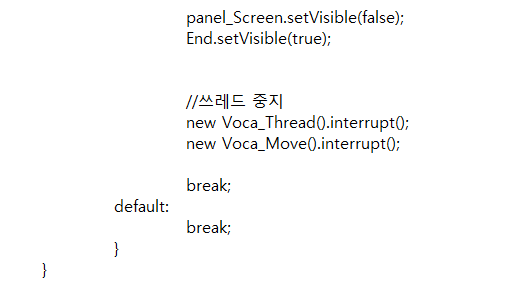 panel_Screen.setVisible(false);
End.setVisible(true);
//쓰레드 중지
new Voca_Thread().interrupt();
new Voca_Move().interrupt();
break;
default:
break;
}
}